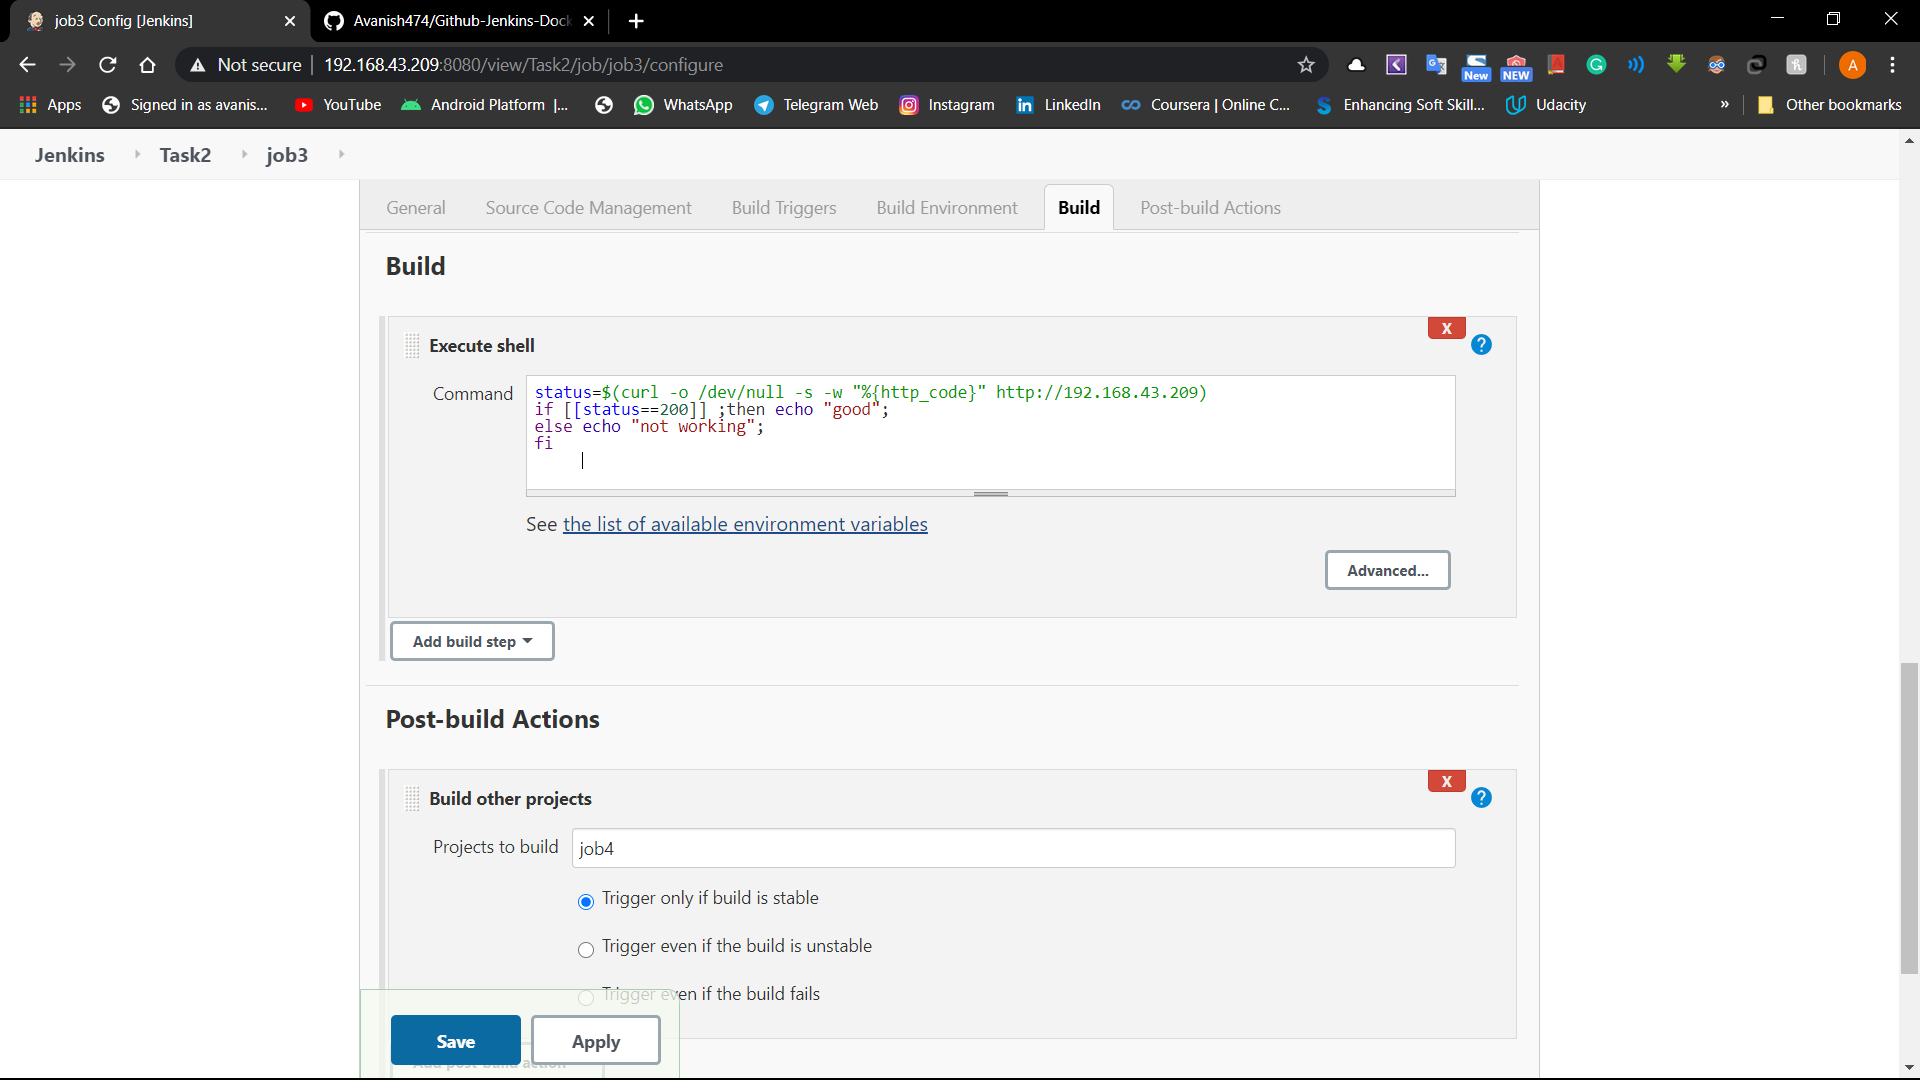 job3 Config [Jenkins]
Avanish474/Github-Jenkins-Dock
Not secure
192.168.43.209:8080/view/Task2/job/job3/configure
New
NEW
A
Apps
Signed in as avanis...
YouTube
Android Platform |...
WhatsApp
Telegram Web
Instagram
LinkedIn
Coursera | Online C...
Enhancing Soft Skill...
Udacity
»
Other bookmarks
Jenkins
Task2
job3
General
Source Code Management
Build Triggers
Build Environment
Build
Post-build Actions
Build
X
Execute shell
?
Command
status=$(curl -o /dev/null -s -w "%{http_code}" http://192.168.43.209)
if [[status==200]] ;then echo "good";
else echo "not working";
fi
See the list of available environment variables
Advanced...
Add build step
Post-build Actions
X
Build other projects
?
Projects to build
job4
Trigger only if build is stable
Trigger even if the build is unstable
Trigger even if the build fails
Save
Apply
Add post-build action